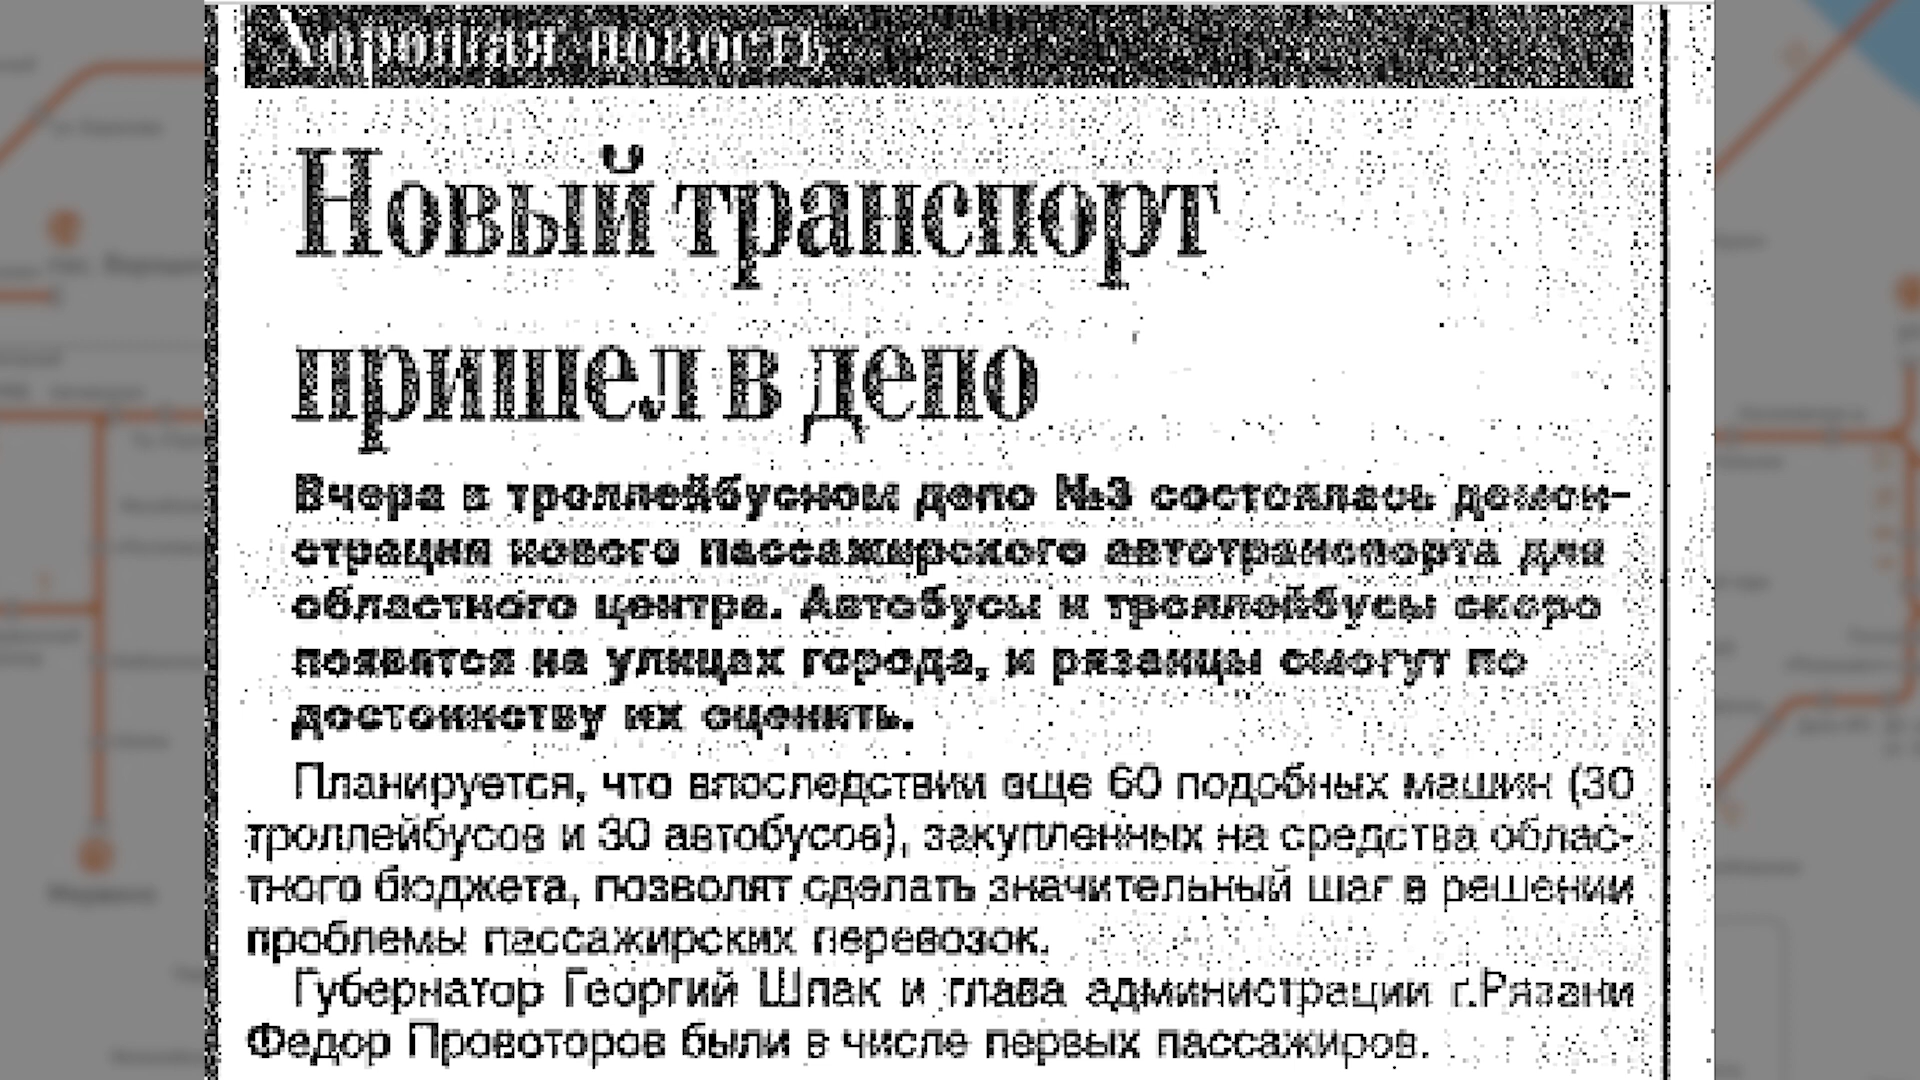 Хорошая новость
Новый транспорт
пришел в депо
Вчера в троллейбусном депо №3 состоялась демон-
страция нового пассажирского автотранспорта для
областного центра. Автобусы и троллейбусы скоро
появятся на улицах города, и рязанцы смогут по
достоинству их оценить.
Планируется, что впоследствии еще 60 подобных машин (30
троллейбусов и 30 автобусов), закупленных на средства облас-
тного бюджета, позволят сделать значительный шаг в решении
проблемы пассажирских перевозок.
Губернатор Георгий Шпак и глава администрации г.Рязани
Федор Провоторов были в числе первых пассажиров.